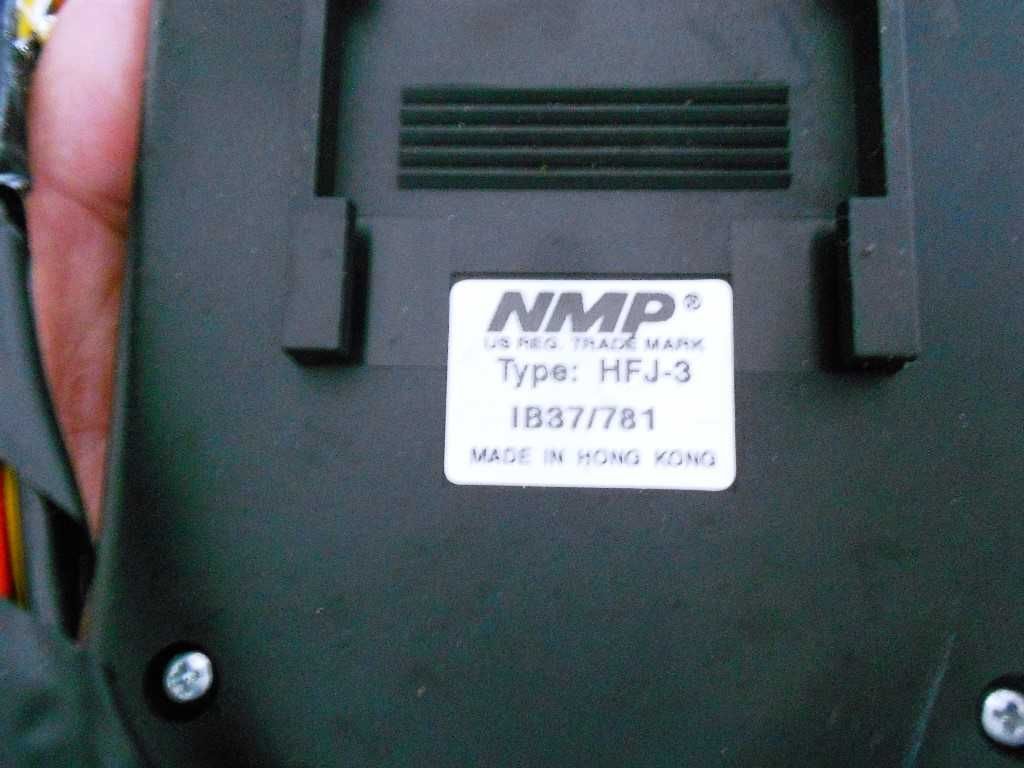 NMP®
US REG. TRADE MARK
Type: HFJ-3
IB37/781
MADE IN HONG KONG